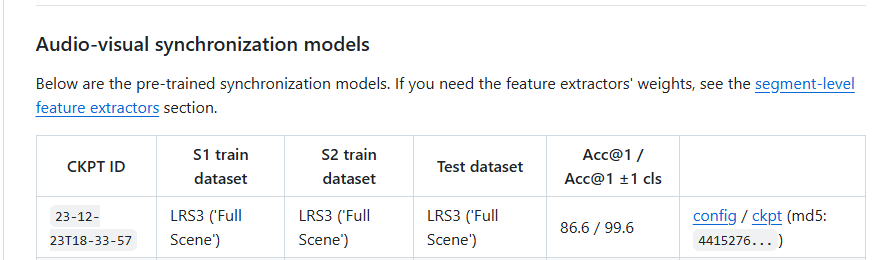 Audio-visual synchronization models
Below are the pre-trained synchronization models. If you need the feature extractors' weights, see the segment-level
feature extractors section.
CKPT ID
S1 train
dataset
S2 train
dataset
Test dataset
Acc@1 /
Acc@1 ±1 cls
23-12-
23T18-33-57
LRS3 ('Full
Scene')
LRS3 ('Full
Scene')
LRS3 ('Full
Scene')
86.6 / 99.6
config / ckpt (md5:
4415276... )